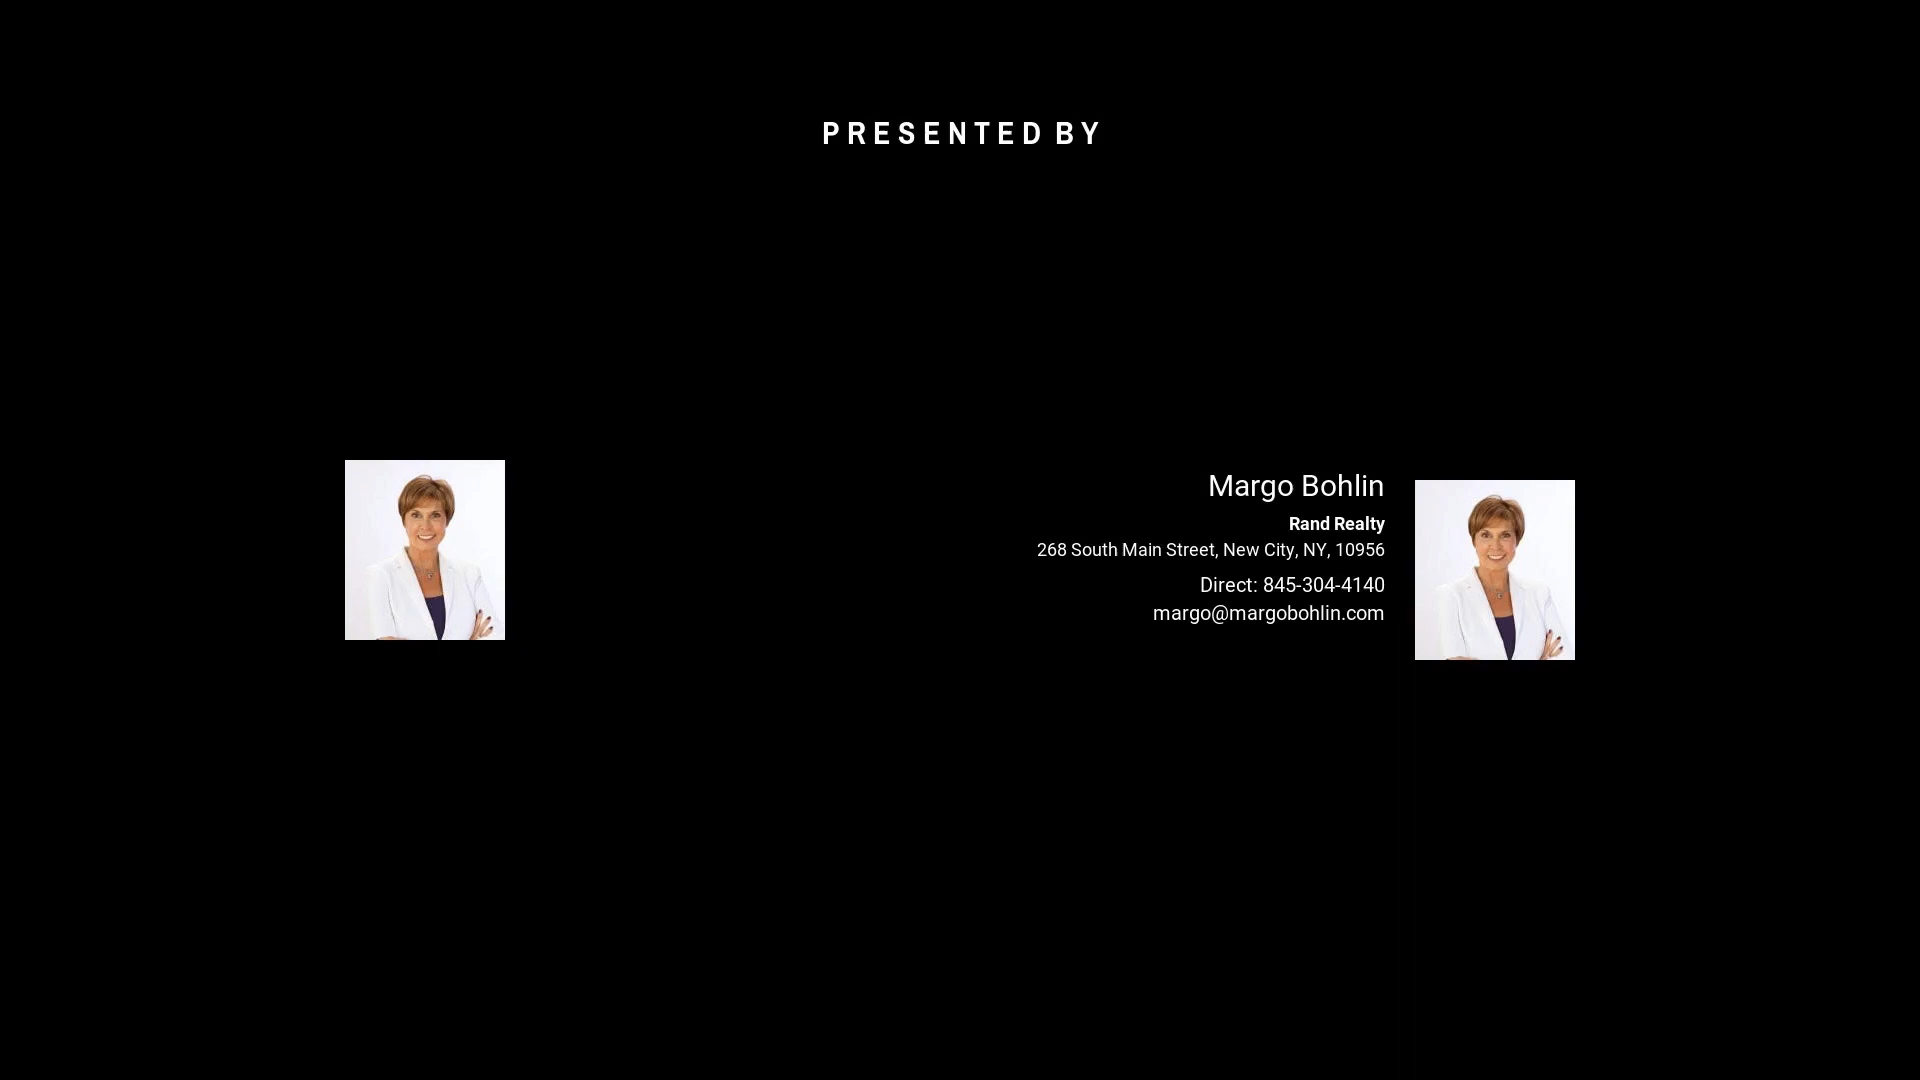 PRESENTED BY
Margo Bohlin
Rand Realty
268 South Main Street, New City, NY, 10956
Direct: 845-304-4140
margo@margobohlin.com